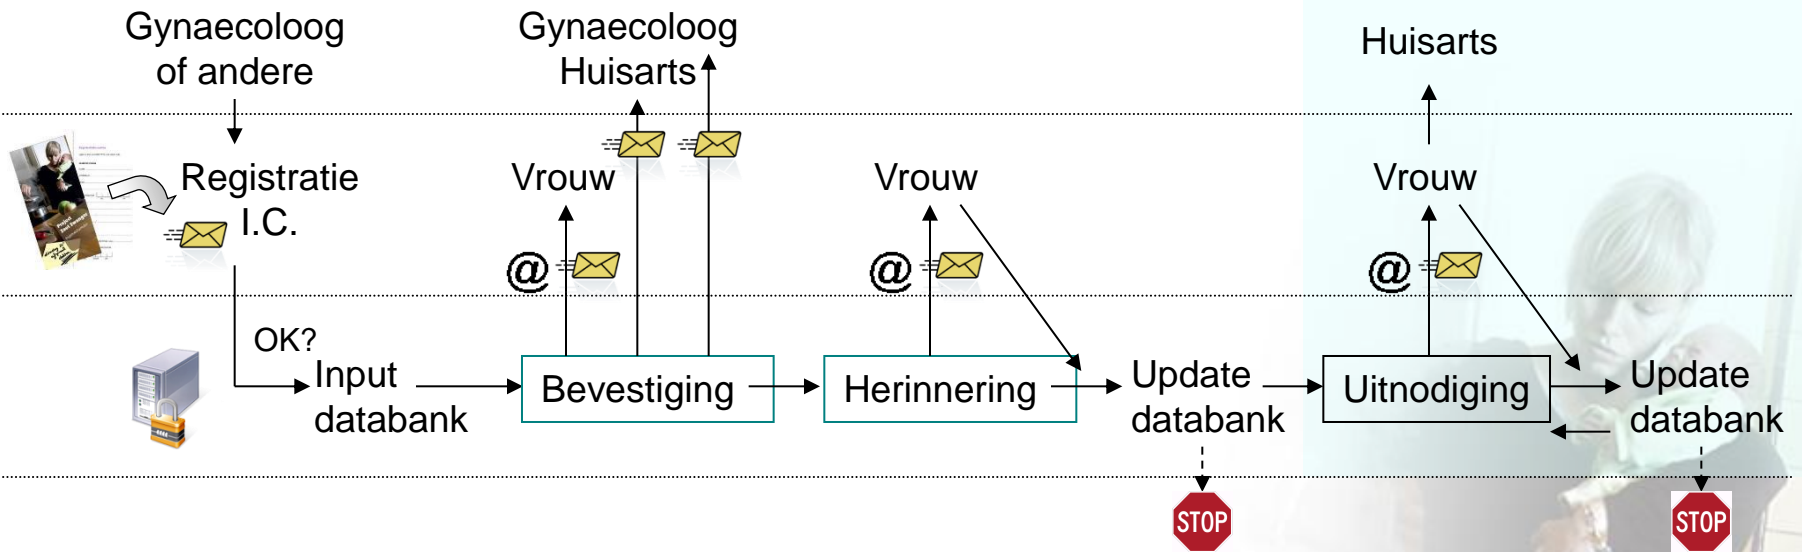 Gynaecoloog
of andere
Gynaecoloog
Huisarts
Huisarts
Registratie
I.C.
Vrouw
Vrouw
Vrouw
@
@
@
OK?
Input
databank
Bevestiging
Herinnering
Update
databank
Uitnodiging
Update
databank
STOP
STOP